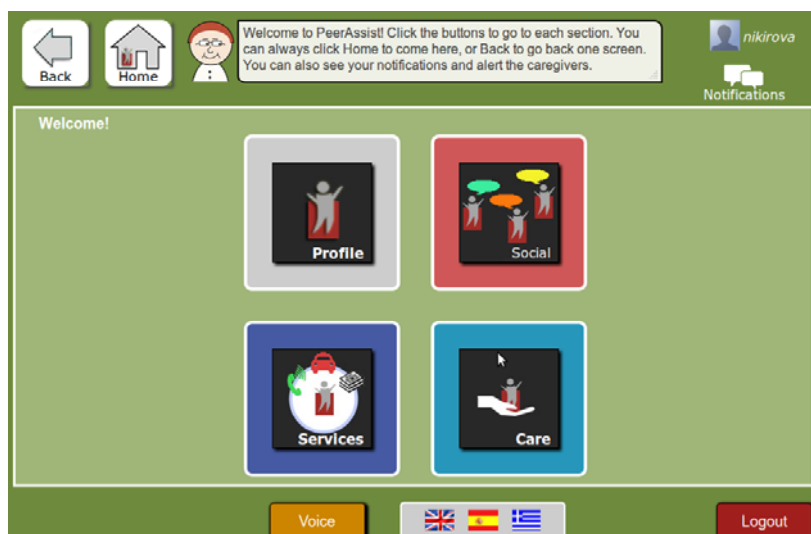 Back
Home
Welcome to PeerAssist! Click the buttons to go to each section. You
can always click Home to come here, or Back to go back one screen.
You can also see your notifications and alert the caregivers.
nikirova
Notifications
Welcome!
Profile
Social
Services
Care
Voice
Logout